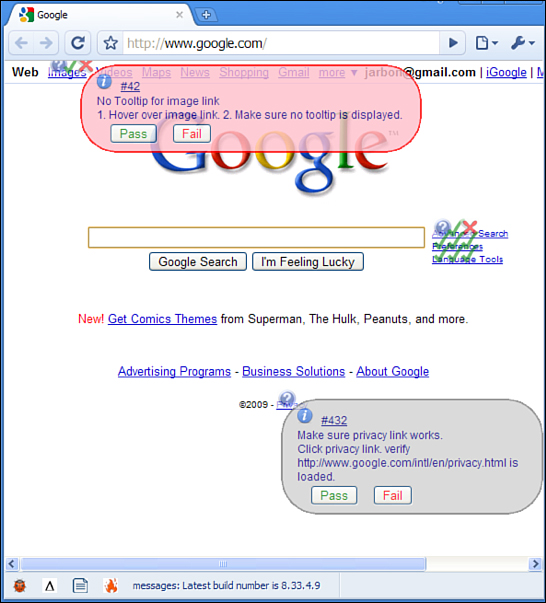 Google
http://www.google.com/
Web Images Videos Maps News Shopping Gmail more ▼ jarbon@gmail.com | iGoogle |
#42
No Tooltip for image link
1. Hover over image link. 2. Make sure no tooltip is displayed.
Pass Fail
Google™
Advanced Search
Preferences
Language Tools
Google Search I'm Feeling Lucky
New! Get Comics Themes from Superman, The Hulk, Peanuts, and more.
Advertising Programs - Business Solutions - About Google
©2009 -
#432
Make sure privacy link works.
Click privacy link. verify
http://www.google.com/intl/en/privacy.html is
loaded.
Pass Fail
messages: Latest build number is 8.33.4.9